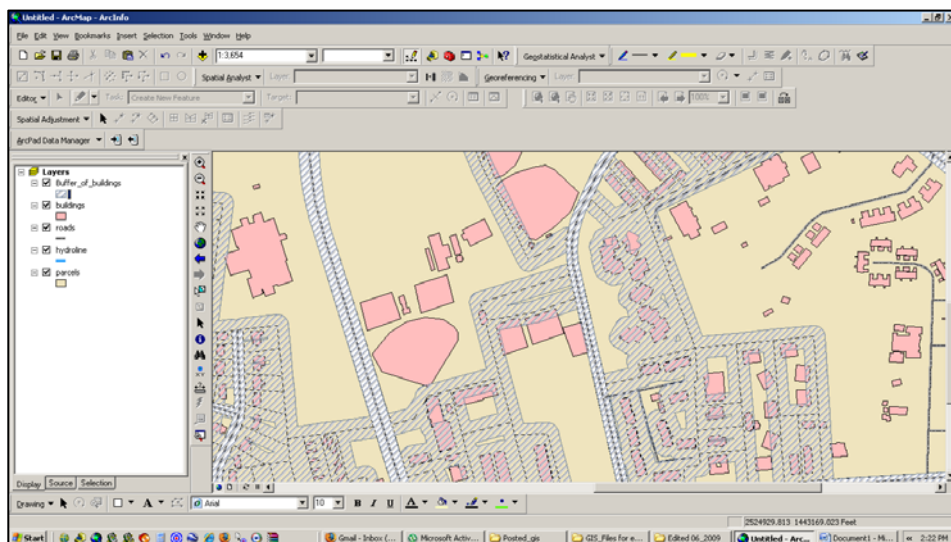 Untitled - ArcMap - ArcInfo
File Edit View Bookmarks Insert Selection Tools Window Help
1:3,654 Geostatistical Analyst
Spatial Analyst Layer: Georeferencing Layer:
Editor Task: Create New Feature Target: 100%
Spatial Adjustment
ArcPad Data Manager
Layers
Buffer_of_buildings
buildings
roads
hydroline
parcels
Display Source Selection
Drawing A Arial 10 B I U A
2524929.813 1443169.023 Feet
Start Gmail - Inbox (... Microsoft Activ... Posted_gis GIS_Files for e... Edited 06_2009 Untitled - Arc... Document1 - Mi... 2:22 PM